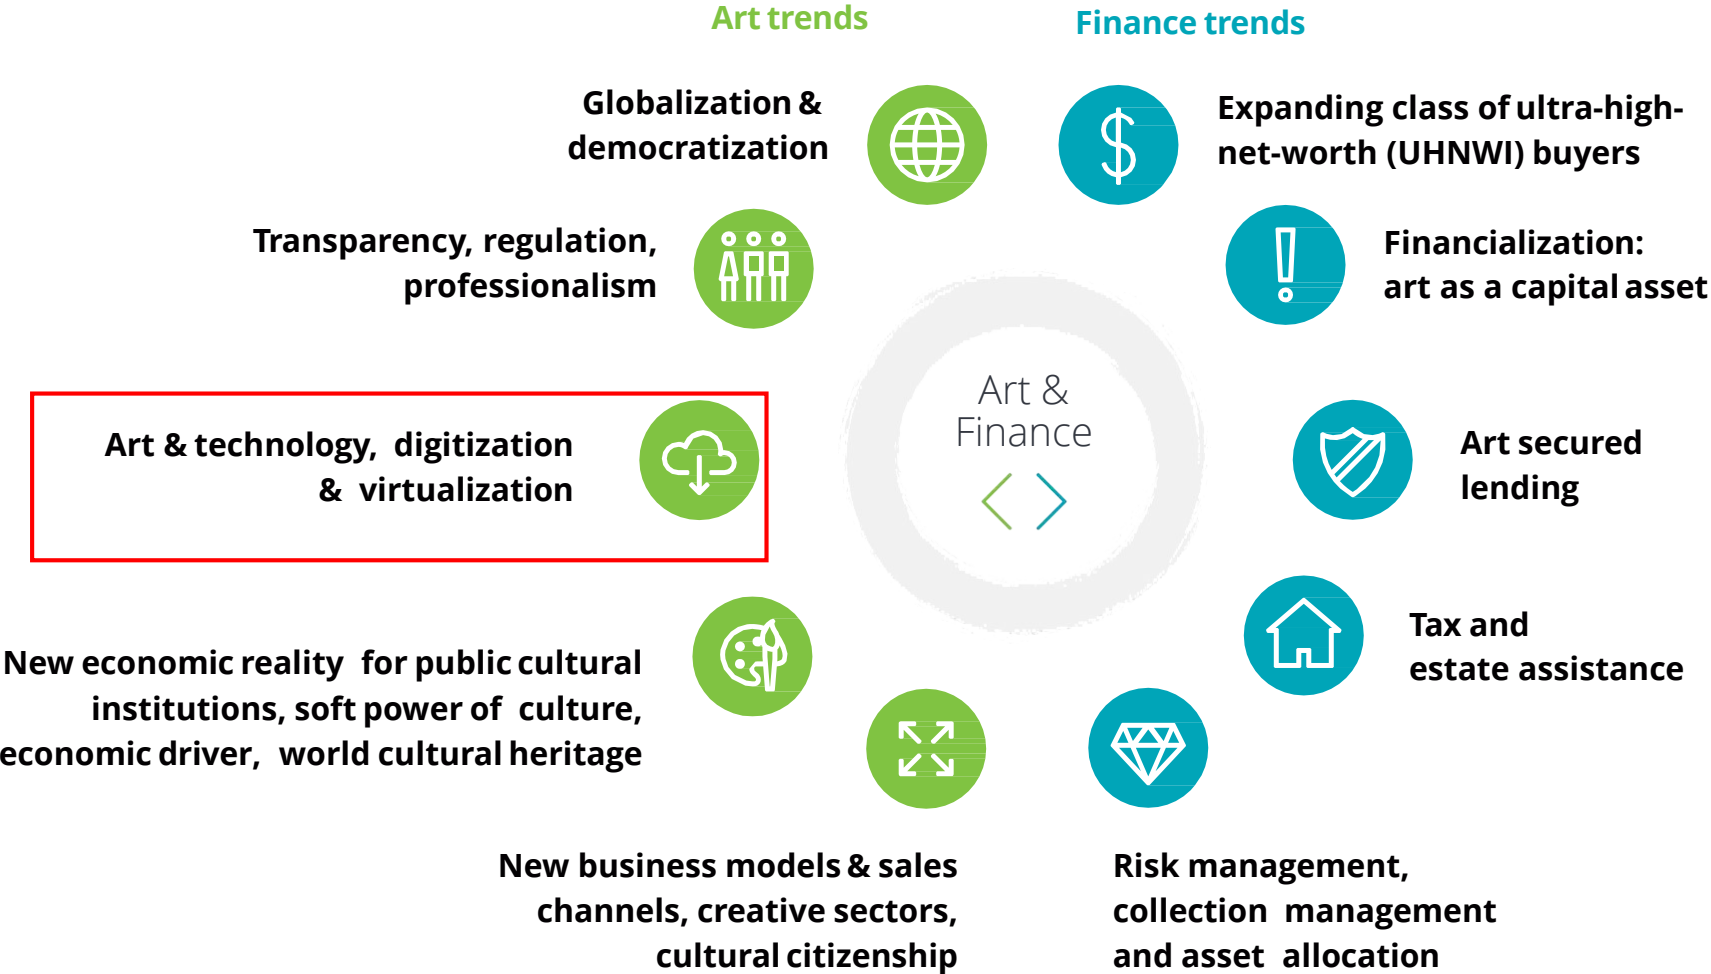 Art trends
Finance trends
Globalization &
democratization
Expanding class of ultra-high-
net-worth (UHNWI) buyers
Transparency, regulation,
professionalism
Financialization:
art as a capital asset
Art &
Finance
Art & technology, digitization
& virtualization
Art secured
lending
New economic reality for public cultural
institutions, soft power of culture,
economic driver, world cultural heritage
Tax and
estate assistance
New business models & sales
channels, creative sectors,
cultural citizenship
Risk management,
collection management
and asset allocation